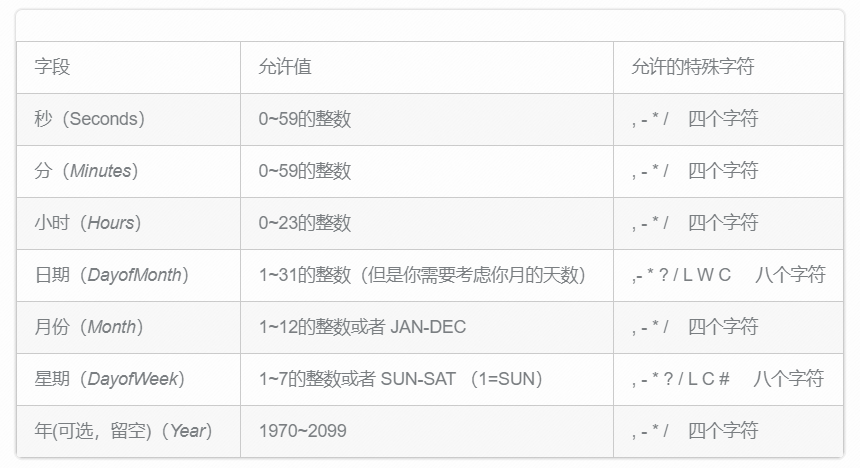 字段 允许值 允许的特殊字符
秒（Seconds） 0~59的整数 , - * / 四个字符
分（Minutes） 0~59的整数 , - * / 四个字符
小时（Hours） 0~23的整数 , - * / 四个字符
日期（DayofMonth） 1~31的整数（但是你需要考虑你月的天数） ,- * ? / L W C 八个字符
月份（Month） 1~12的整数或者 JAN-DEC , - * / 四个字符
星期（DayofWeek） 1~7的整数或者 SUN-SAT （1=SUN） , - * ? / L C # 八个字符
年(可选，留空)（Year） 1970~2099 , - * / 四个字符